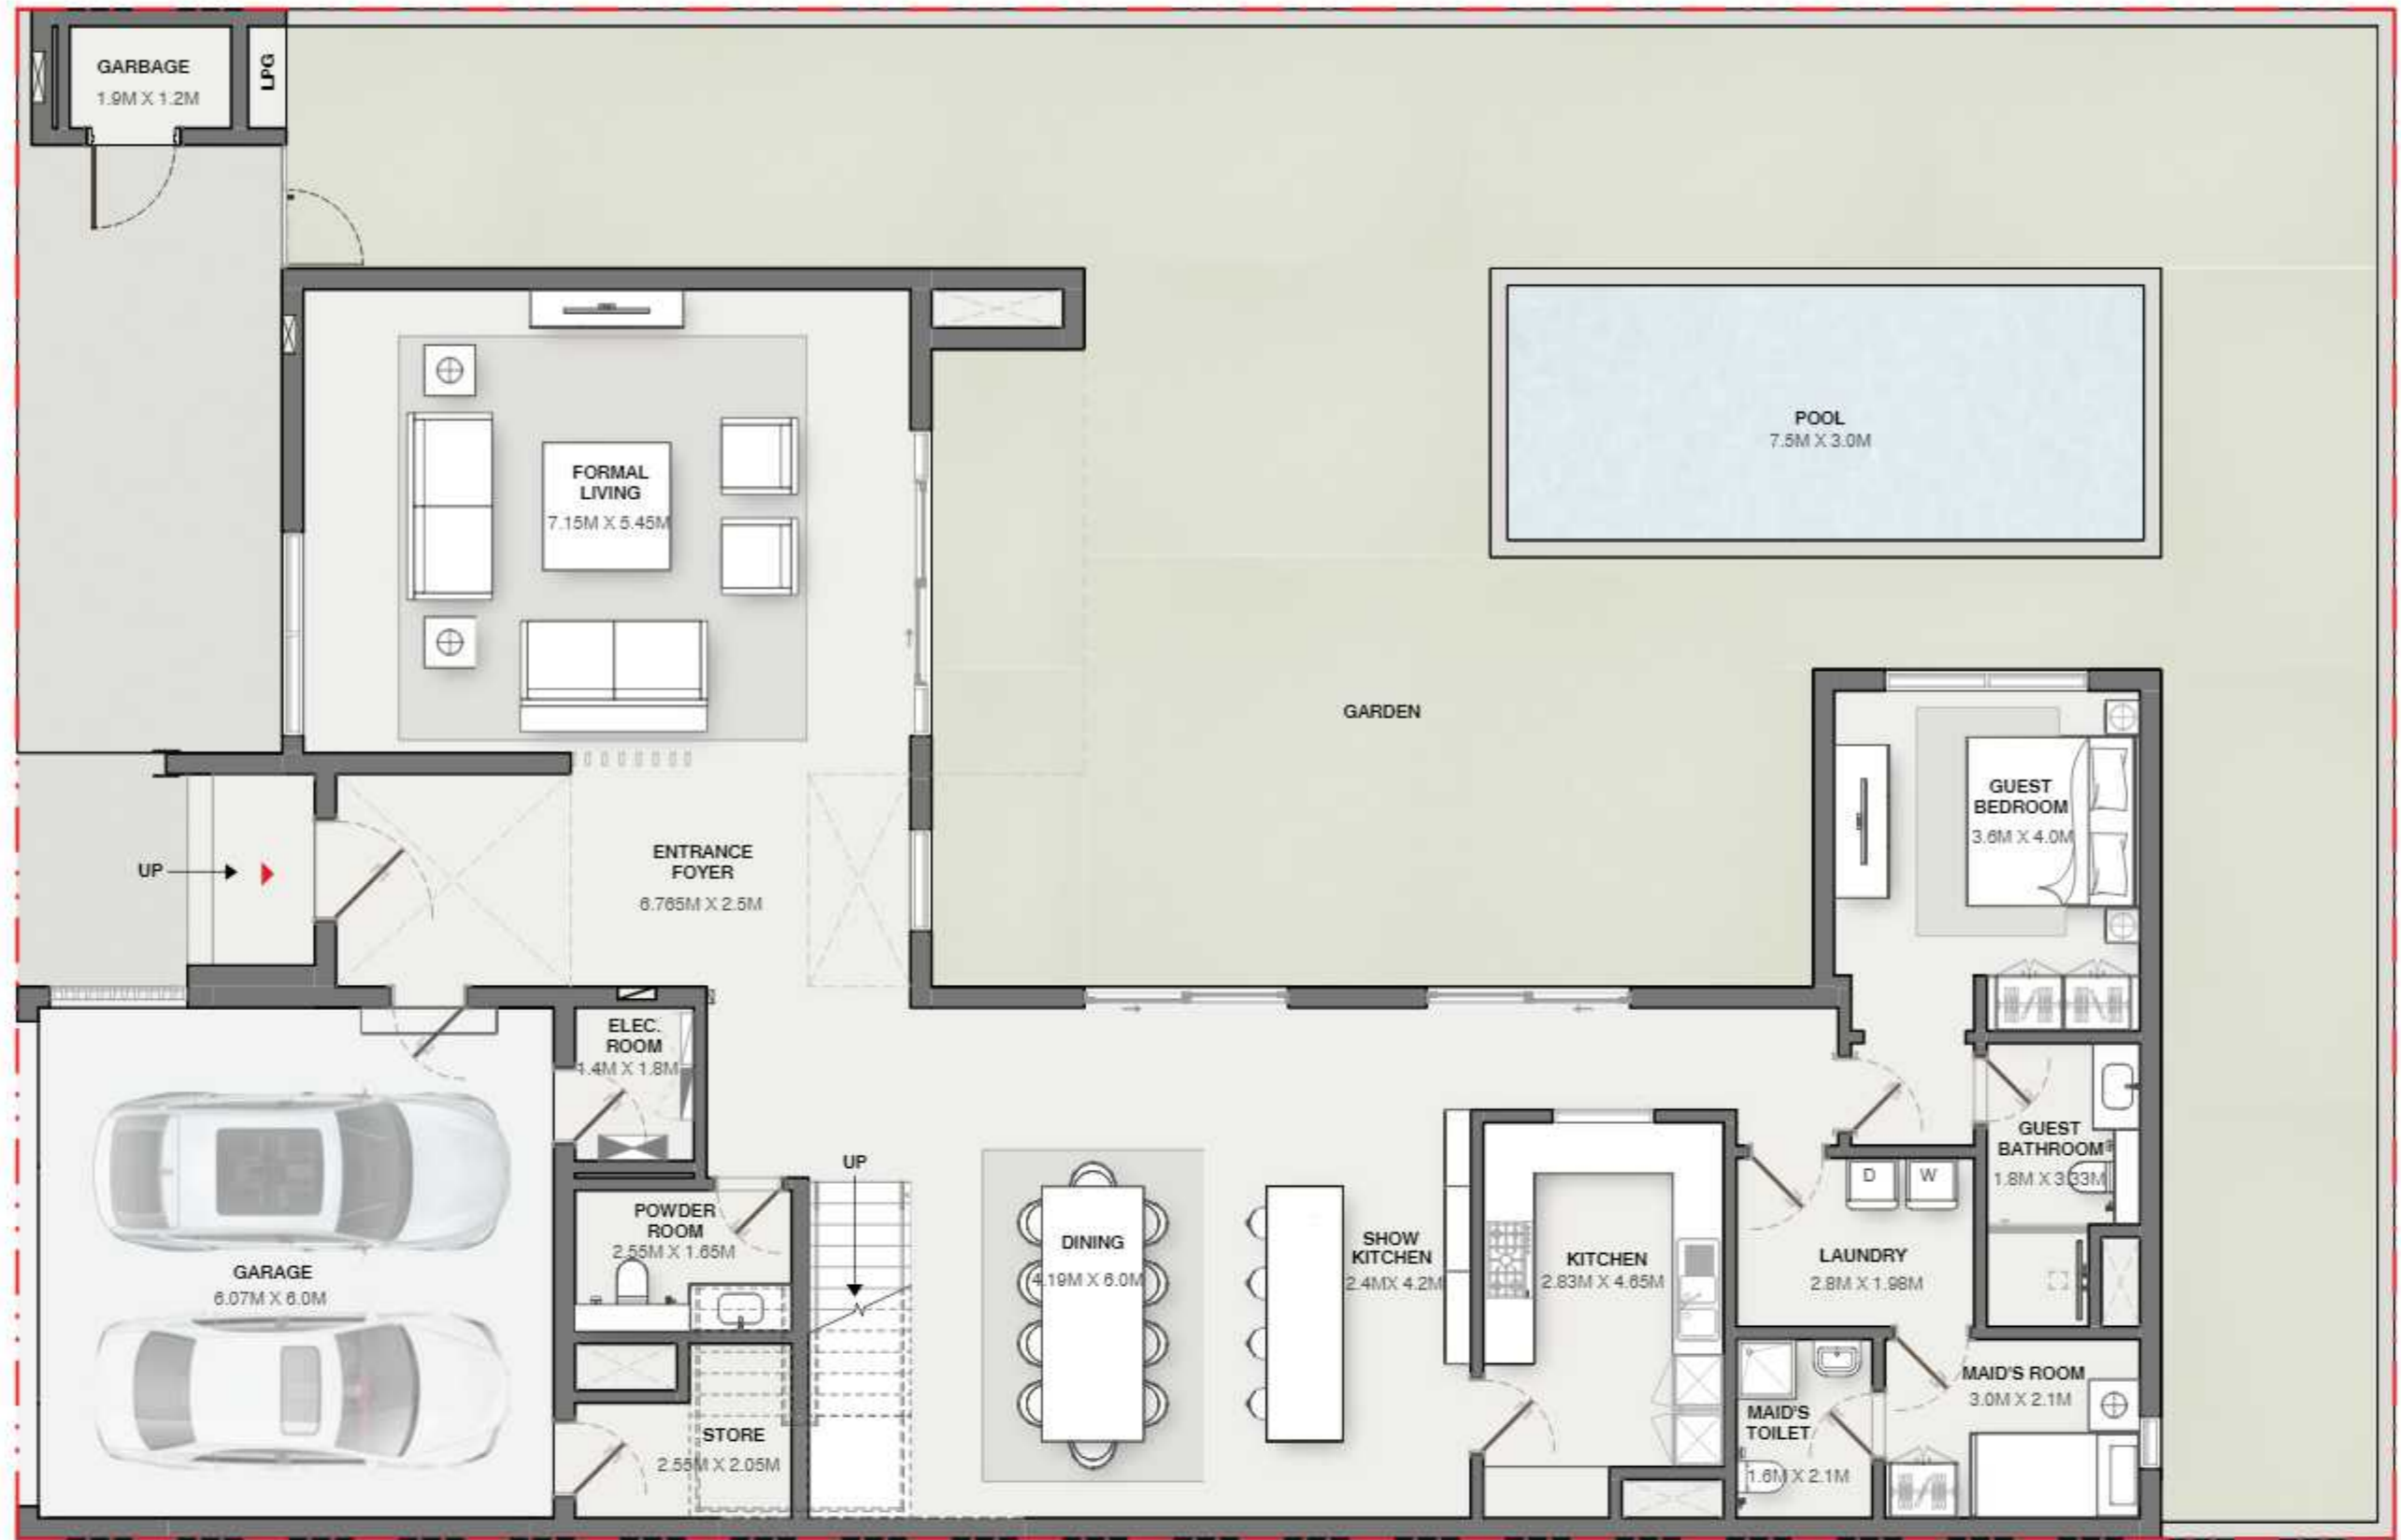 GARBAGE
1.9M X 1.2M
LPG
FORMAL
LIVING
7.15M X 5.45M
POOL
7.5M X 3.0M
GARDEN
GUEST
BEDROOM
3.6M X 4.0M
UP
ENTRANCE
FOYER
6.765M X 2.5M
ELEC.
ROOM
1.4M X 1.8M
UP
POWDER
ROOM
2.55M X 1.65M
GARAGE
6.07M X 6.0M
DINING
4.19M X 6.0M
SHOW
KITCHEN
2.4MX 4.2M
KITCHEN
2.83M X 4.65M
D
W
LAUNDRY
2.8M X 1.98M
GUEST
BATHROOM
1.8M X 3.33M
STORE
2.55M X 2.05M
MAID'S
TOILET
1.6M X 2.1M
MAID'S ROOM
3.0M X 2.1M